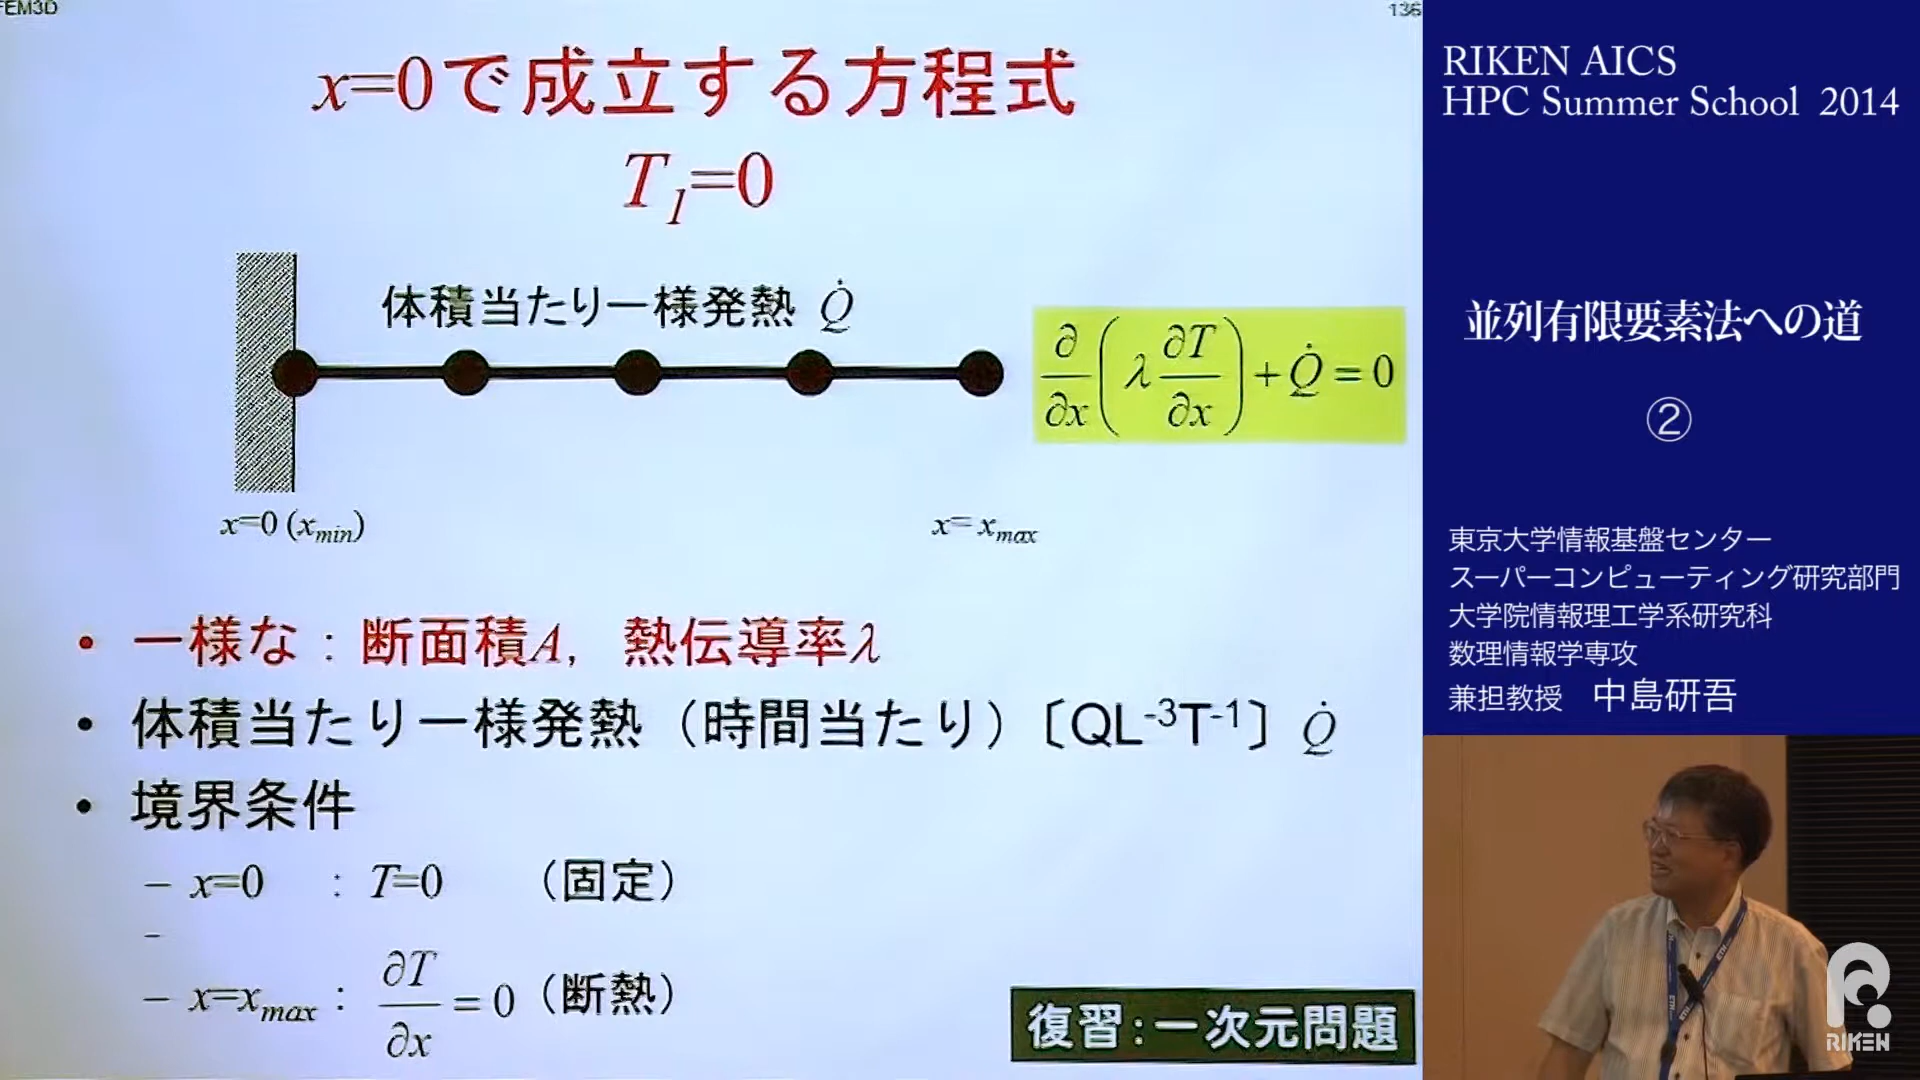 FEM3D
136
x=0で成立する方程式
T1=0
体積当たり一様発熱 Q̇
∂/∂x(λ ∂T/∂x)+Q̇=0
x=0 (xmin)
x= xmax
• 一様な：断面積A, 熱伝導率λ
• 体積当たり一様発熱（時間当たり）〔QL-3T-1〕 Q̇
• 境界条件
– x=0 : T=0 （固定）
–
– x=xmax : ∂T/∂x = 0（断熱）
復習：一次元問題
RIKEN AICS
HPC Summer School 2014
並列有限要素法への道
②
東京大学情報基盤センター
スーパーコンピューティング研究部門
大学院情報理工学系研究科
数理情報学専攻
兼担教授 中島研吾
RIKEN